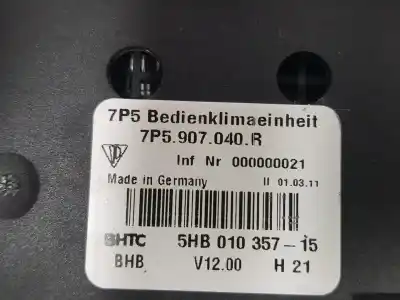 7P5 Bedienklimaeinheit
7P5.907.040.R
Inf Nr 000000021
Made in Germany II 01.03.11
BHTC 5HB 010 357-15
BHB V12.00 H 21